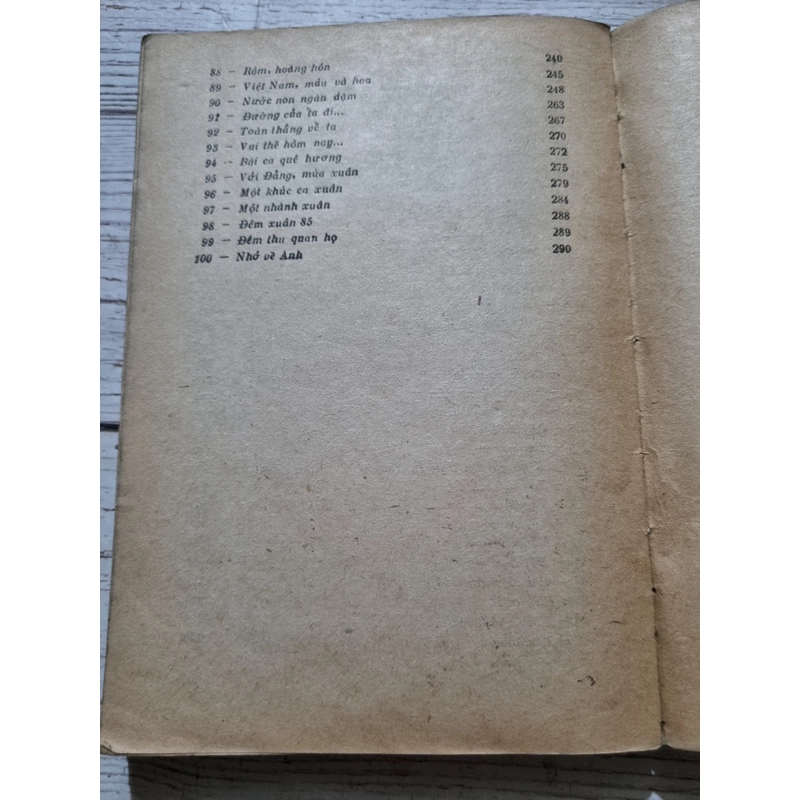 88 — Rôm, hoàng hôn 240
89 — Việt Nam, máu và hoa 245
90 — Nước non ngàn dặm 248
91 — Đường của ta đi... 263
92 — Toàn thắng về ta 267
93 — Vui thế hôm nay... 270
94 — Bài ca quê hương 272
95 — Với Đảng, mùa xuân 275
96 — Một khúc ca xuân 279
97 — Một nhành xuân 284
98 — Đêm xuân 85 288
99 — Đêm thu quan họ 289
100 — Nhớ về Anh 290